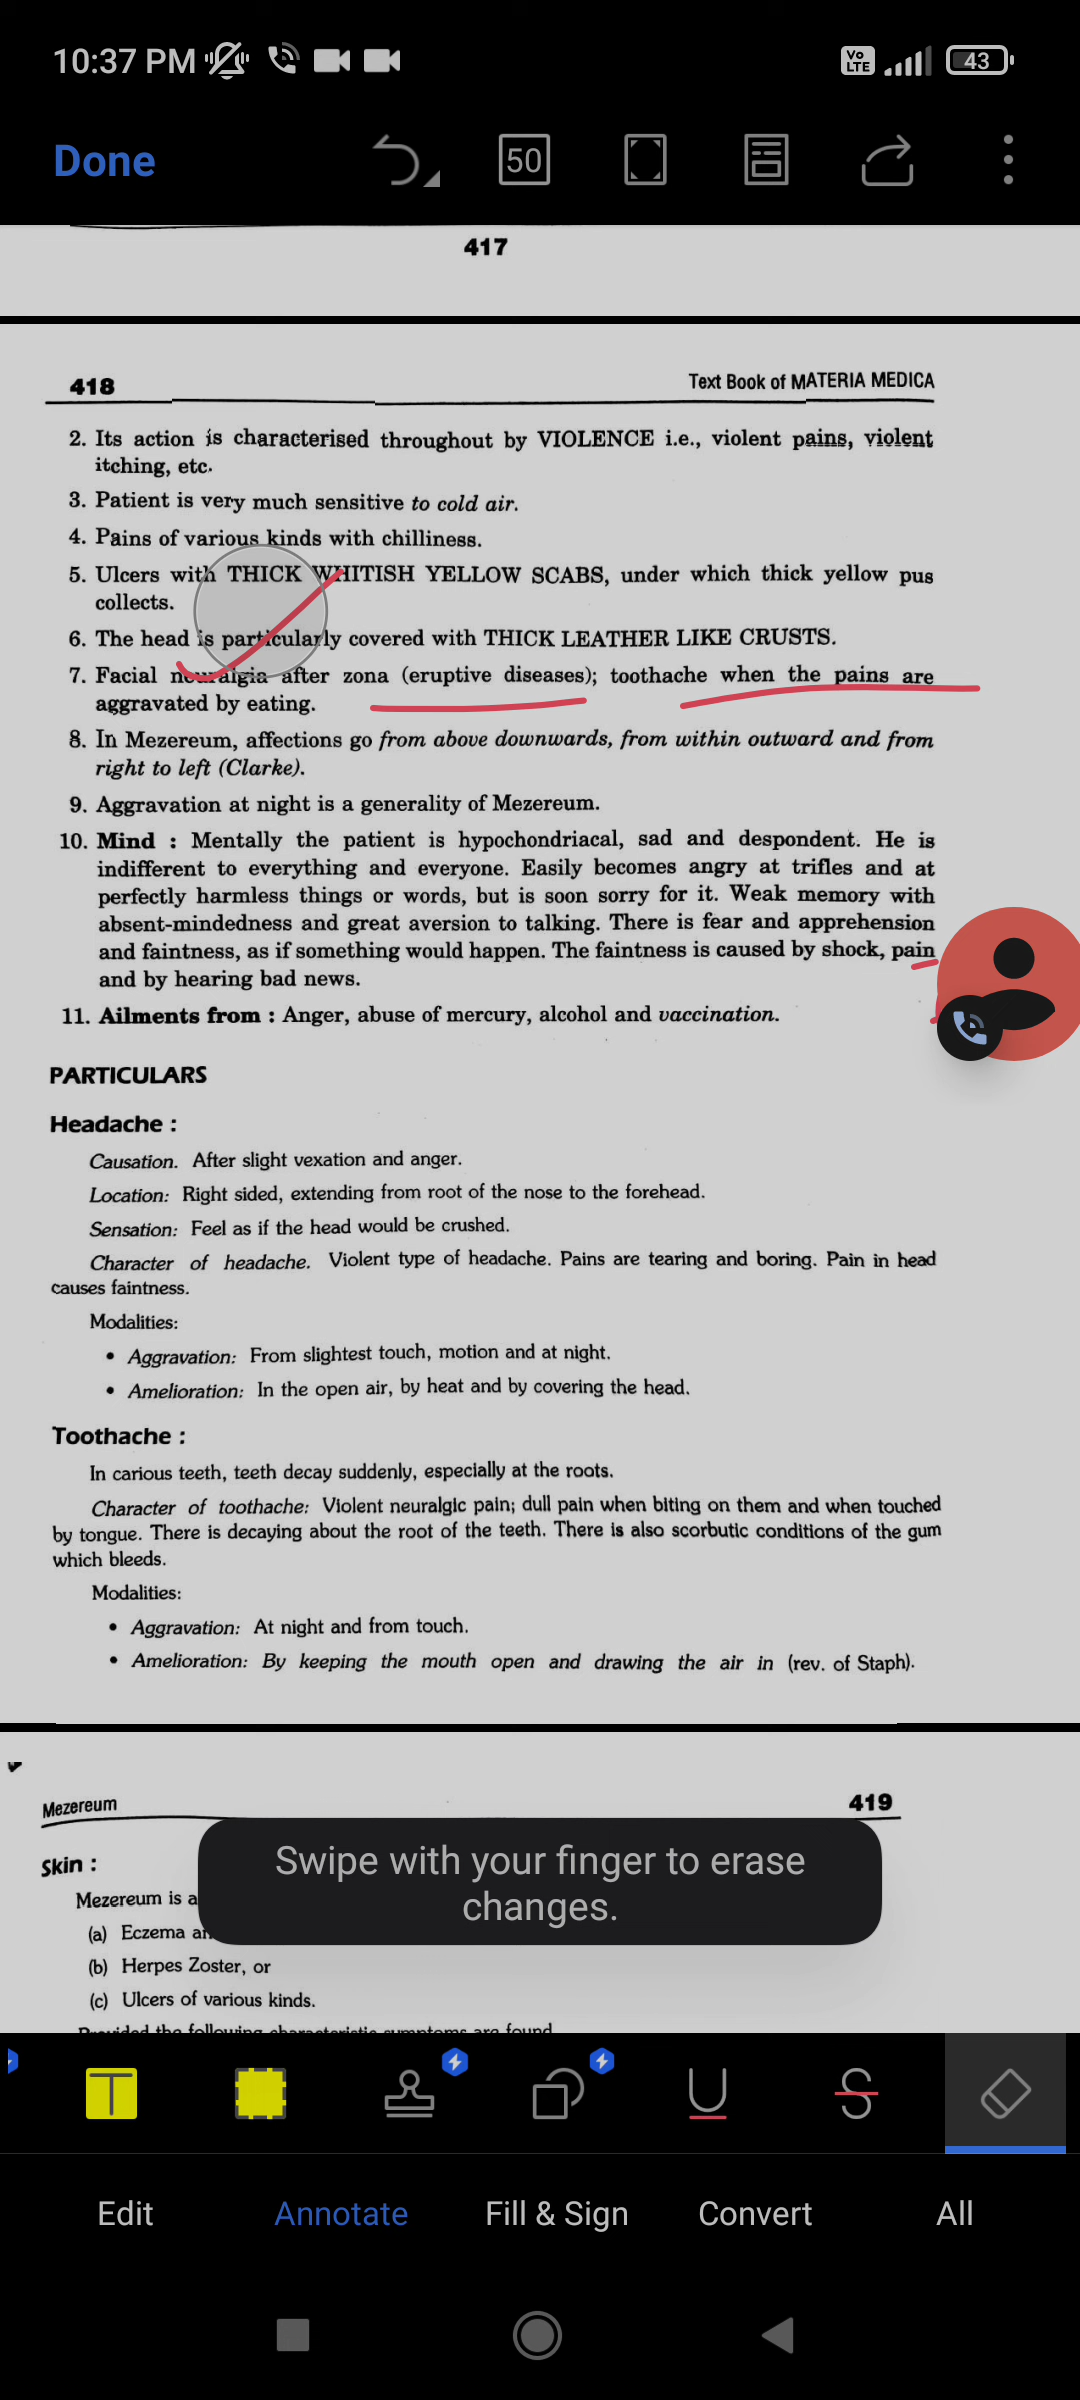 10:37 PM
Vo LTE
43
Done
50
417
418 Text Book of MATERIA MEDICA
2. Its action is characterised throughout by VIOLENCE i.e., violent pains, violent
itching, etc.
3. Patient is very much sensitive to cold air.
4. Pains of various kinds with chilliness.
5. Ulcers with THICK WHITISH YELLOW SCABS, under which thick yellow pus
collects.
6. The head is particularly covered with THICK LEATHER LIKE CRUSTS.
7. Facial neuralgia after zona (eruptive diseases); toothache when the pains are
aggravated by eating.
8. In Mezereum, affections go from above downwards, from within outward and from
right to left (Clarke).
9. Aggravation at night is a generality of Mezereum.
10. Mind : Mentally the patient is hypochondriacal, sad and despondent. He is
indifferent to everything and everyone. Easily becomes angry at trifles and at
perfectly harmless things or words, but is soon sorry for it. Weak memory with
absent-mindedness and great aversion to talking. There is fear and apprehension
and faintness, as if something would happen. The faintness is caused by shock, pain
and by hearing bad news.
11. Ailments from : Anger, abuse of mercury, alcohol and vaccination.
PARTICULARS
Headache :
Causation. After slight vexation and anger.
Location: Right sided, extending from root of the nose to the forehead.
Sensation: Feel as if the head would be crushed.
Character of headache. Violent type of headache. Pains are tearing and boring. Pain in head
causes faintness.
Modalities:
• Aggravation: From slightest touch, motion and at night.
• Amelioration: In the open air, by heat and by covering the head.
Toothache :
In carious teeth, teeth decay suddenly, especially at the roots.
Character of toothache: Violent neuralgic pain; dull pain when biting on them and when touched
by tongue. There is decaying about the root of the teeth. There is also scorbutic conditions of the gum
which bleeds.
Modalities:
• Aggravation: At night and from touch.
• Amelioration: By keeping the mouth open and drawing the air in (rev. of Staph).
Mezereum 419
Skin :
Mezereum is a
(a) Eczema
(b) Herpes Zoster, or
(c) Ulcers of various kinds.
Provided the following characteristic symptoms are found
Swipe with your finger to erase
changes.
Edit Annotate Fill & Sign Convert All